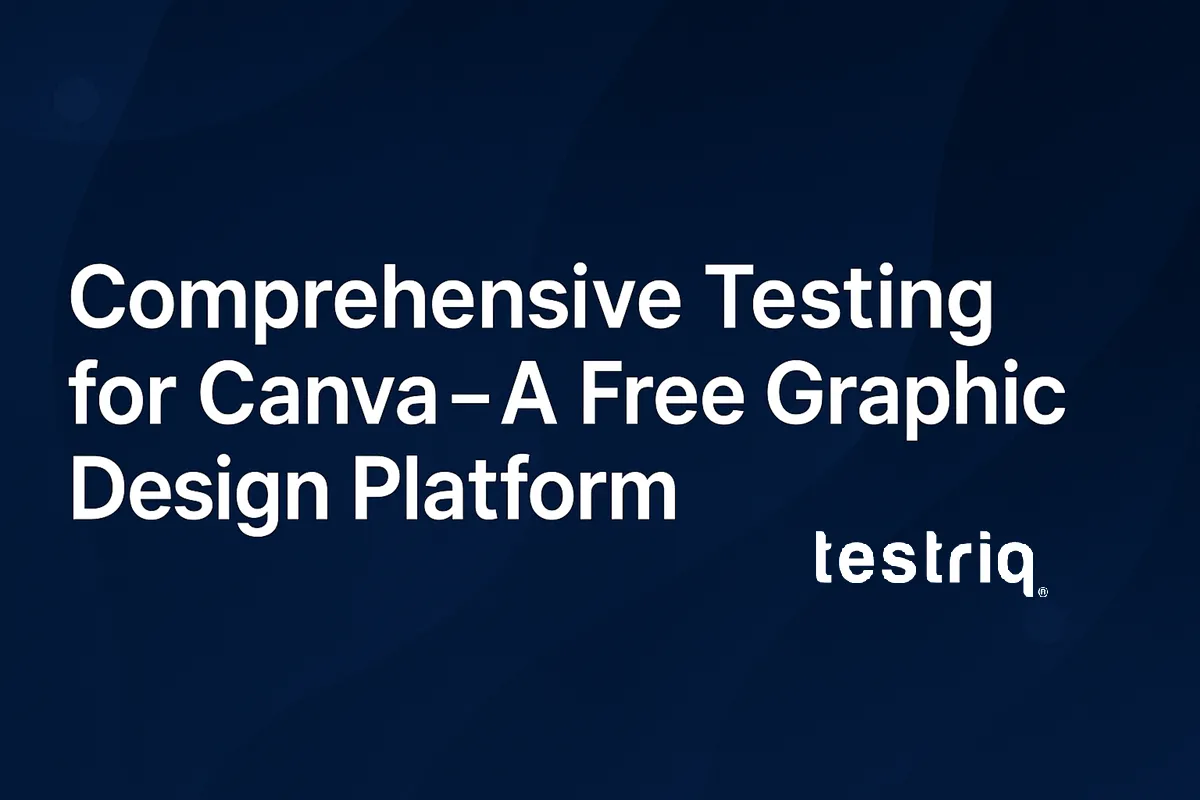 Comprehensive Testing
for Canva – A Free Graphic
Design Platform
testriq®